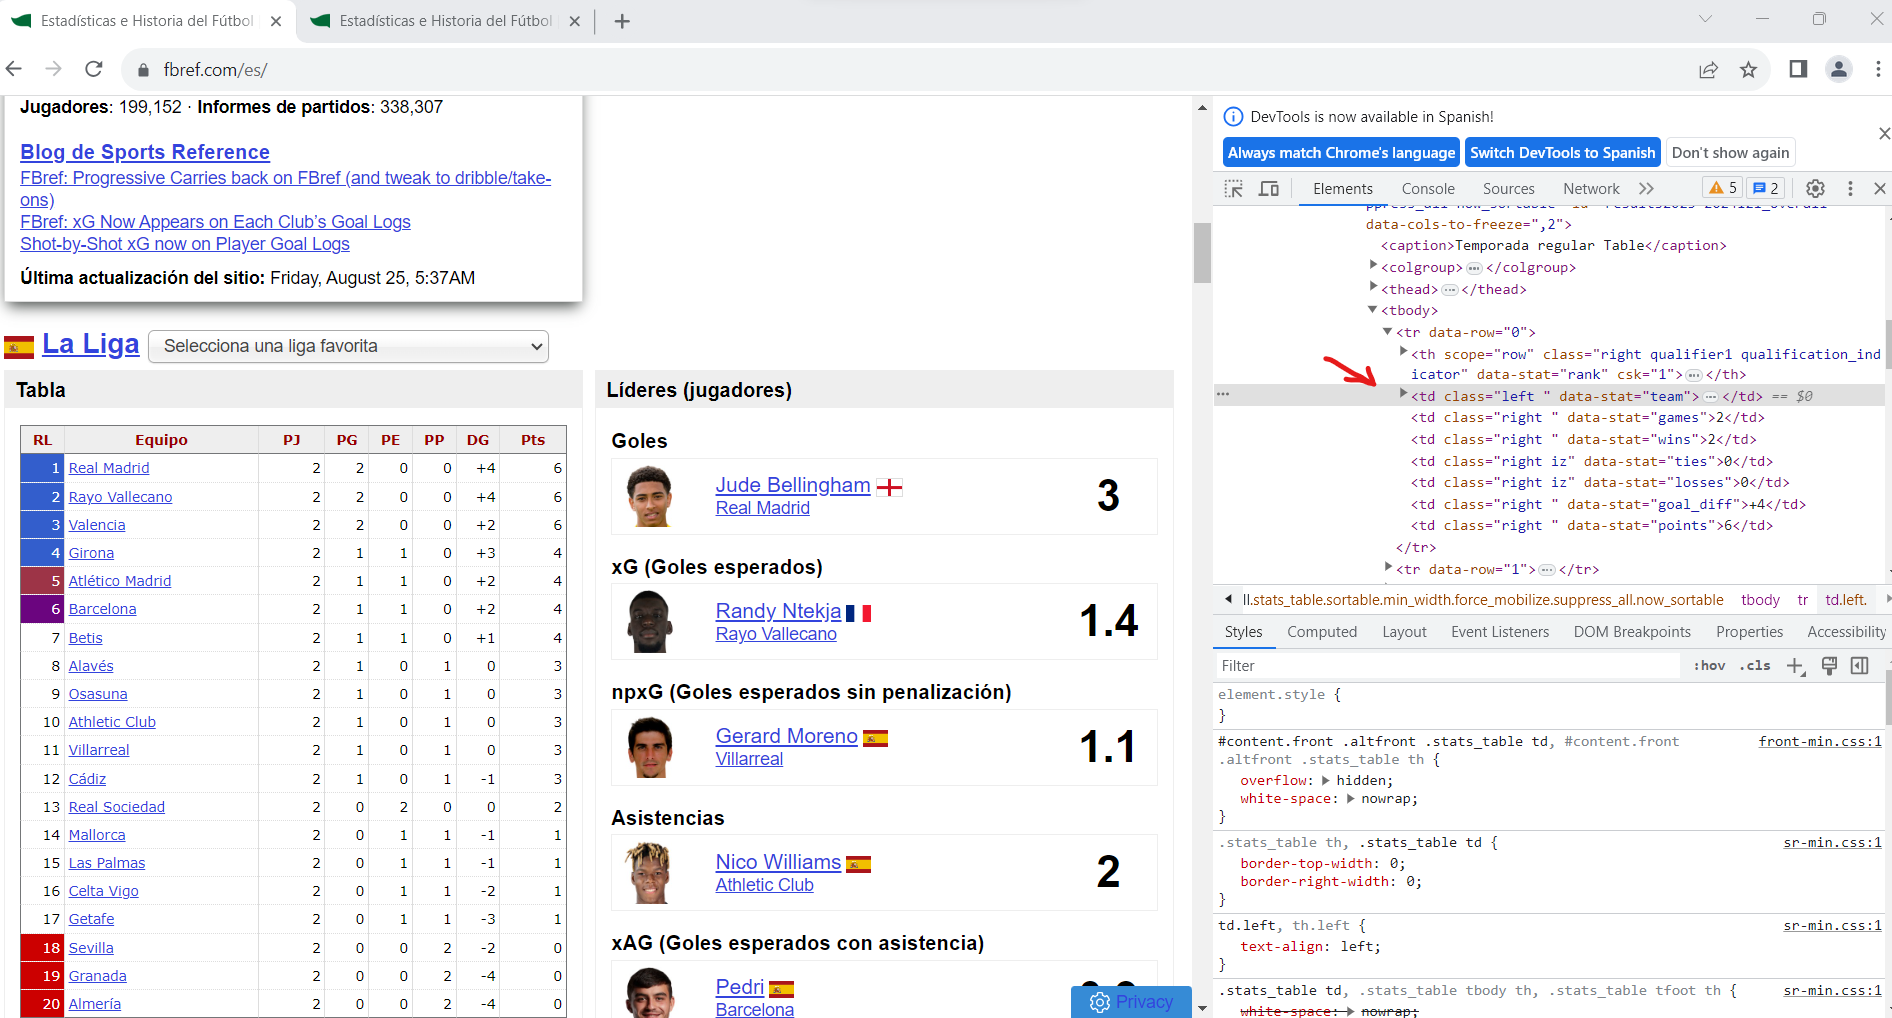 Estadísticas e Historia del Fútbol
Estadísticas e Historia del Fútbol
fbref.com/es/
Jugadores: 199,152 · Informes de partidos: 338,307
Blog de Sports Reference
FBref: Progressive Carries back on FBref (and tweak to dribble/take-
ons)
FBref: xG Now Appears on Each Club's Goal Logs
Shot-by-Shot xG now on Player Goal Logs
Última actualización del sitio: Friday, August 25, 5:37AM
La Liga Selecciona una liga favorita
Tabla
RL Equipo PJ PG PE PP DG Pts
1 Real Madrid 2 2 0 0 +4 6
2 Rayo Vallecano 2 2 0 0 +4 6
3 Valencia 2 2 0 0 +2 6
4 Girona 2 1 1 0 +3 4
5 Atlético Madrid 2 1 1 0 +2 4
6 Barcelona 2 1 1 0 +2 4
7 Betis 2 1 1 0 +1 4
8 Alavés 2 1 0 1 0 3
9 Osasuna 2 1 0 1 0 3
10 Athletic Club 2 1 0 1 0 3
11 Villarreal 2 1 0 1 0 3
12 Cádiz 2 1 0 1 -1 3
13 Real Sociedad 2 0 2 0 0 2
14 Mallorca 2 0 1 1 -1 1
15 Las Palmas 2 0 1 1 -1 1
16 Celta Vigo 2 0 1 1 -2 1
17 Getafe 2 0 1 1 -3 1
18 Sevilla 2 0 0 2 -2 0
19 Granada 2 0 0 2 -4 0
20 Almería 2 0 0 2 -4 0
Líderes (jugadores)
Goles
Jude Bellingham
Real Madrid
3
xG (Goles esperados)
Randy Ntekja
Rayo Vallecano
1.4
npxG (Goles esperados sin penalización)
Gerard Moreno
Villarreal
1.1
Asistencias
Nico Williams
Athletic Club
2
xAG (Goles esperados con asistencia)
Pedri
Barcelona
Privacy
DevTools is now available in Spanish!
Always match Chrome's language Switch DevTools to Spanish Don't show again
Elements Console Sources Network 5 2
data-cols-to-freeze=",2">
<caption>Temporada regular Table</caption>
<colgroup>…</colgroup>
<thead>…</thead>
<tbody>
<tr data-row="0">
<th scope="row" class="right qualifier1 qualification_ind
icator" data-stat="rank" csk="1">…</th>
<td class="left " data-stat="team">…</td> == $0
<td class="right " data-stat="games">2</td>
<td class="right " data-stat="wins">2</td>
<td class="right iz" data-stat="ties">0</td>
<td class="right iz" data-stat="losses">0</td>
<td class="right " data-stat="goal_diff">+4</td>
<td class="right " data-stat="points">6</td>
</tr>
<tr data-row="1">…</tr>
ll.stats_table.sortable.min_width.force_mobilize.suppress_all.now_sortable tbody tr td.left.
Styles Computed Layout Event Listeners DOM Breakpoints Properties Accessibility
Filter :hov .cls
element.style {
}
#content.front .altfront .stats_table td, #content.front front-min.css:1
.altfront .stats_table th {
overflow: hidden;
white-space: nowrap;
}
.stats_table th, .stats_table td { sr-min.css:1
border-top-width: 0;
border-right-width: 0;
}
td.left, th.left { sr-min.css:1
text-align: left;
}
.stats_table td, .stats_table tbody th, .stats_table tfoot th { sr-min.css:1
white-space: nowrap;